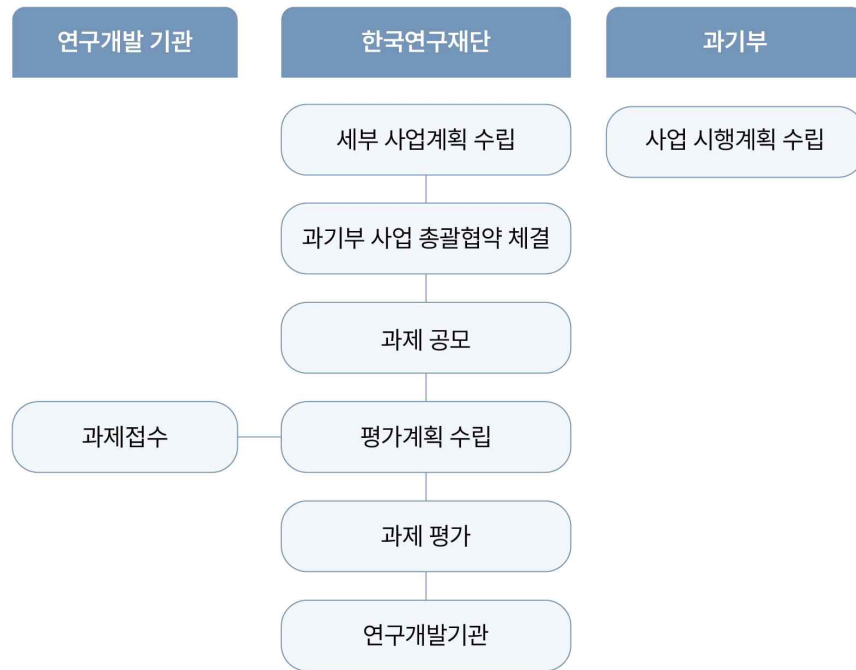 연구개발 기관
한국연구재단
과기부
세부 사업계획 수립
사업 시행계획 수립
과기부 사업 총괄협약 체결
과제 공모
과제접수
평가계획 수립
과제 평가
연구개발기관